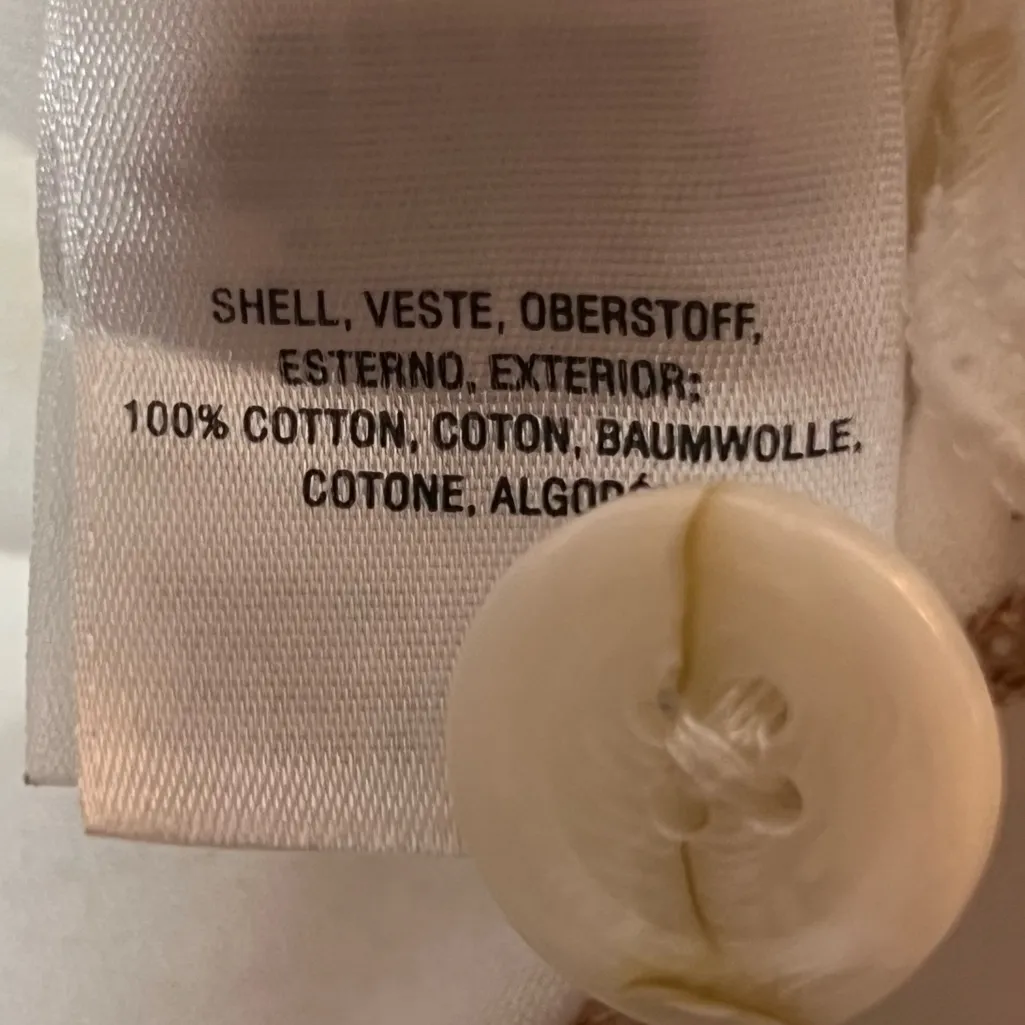 SHELL, VESTE, OBERSTOFF,
ESTERNO, EXTERIOR:
100% COTTON, COTON, BAUMWOLLE,
COTONE,